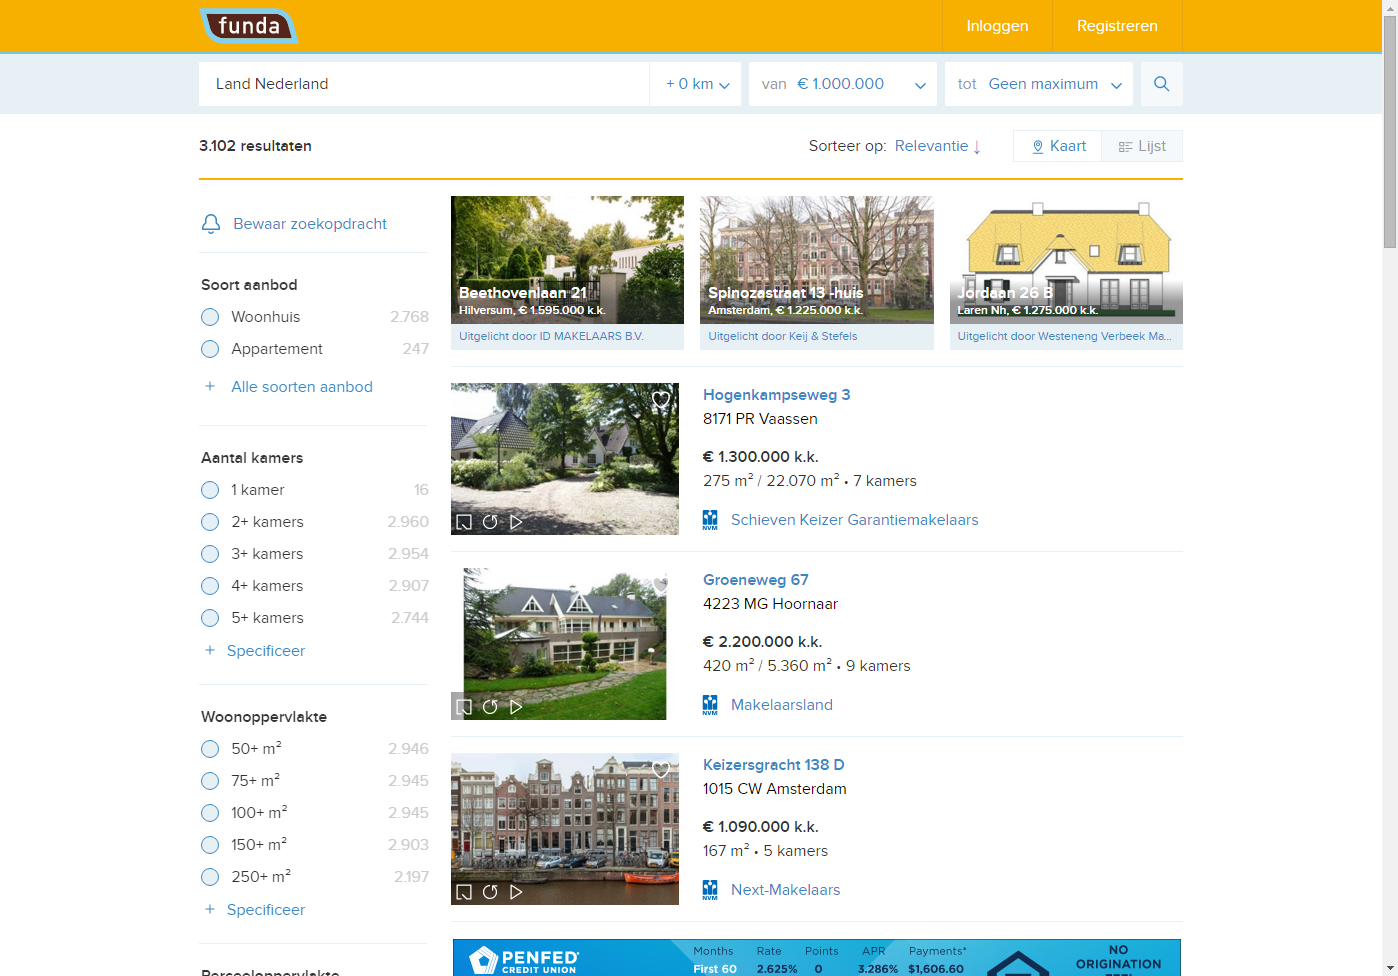 funda
Inloggen
Registreren
Land Nederland
+ 0 km
van € 1.000.000
tot Geen maximum
3.102 resultaten
Sorteer op: Relevantie ↓
Kaart
Lijst
Bewaar zoekopdracht
Soort aanbod
Woonhuis 2.768
Appartement 247
+ Alle soorten aanbod
Aantal kamers
1 kamer 16
2+ kamers 2.960
3+ kamers 2.954
4+ kamers 2.907
5+ kamers 2.744
+ Specificeer
Woonoppervlakte
50+ m² 2.946
75+ m² 2.945
100+ m² 2.945
150+ m² 2.903
250+ m² 2.197
+ Specificeer
Perceeloppervlakte
Beethovenlaan 21
Hilversum, € 1.595.000 k.k.
Uitgelicht door ID MAKELAARS B.V.
Spinozastraat 13 -huis
Amsterdam, € 1.225.000 k.k.
Uitgelicht door Keij & Stefels
Jordaan 26 B
Laren Nh, € 1.275.000 k.k.
Uitgelicht door Westeneng Verbeek Ma...
Hogenkampseweg 3
8171 PR Vaassen
€ 1.300.000 k.k.
275 m² / 22.070 m² • 7 kamers
NVM
Schieven Keizer Garantiemakelaars
Groeneweg 67
4223 MG Hoornaar
€ 2.200.000 k.k.
420 m² / 5.360 m² • 9 kamers
NVM
Makelaarsland
Keizersgracht 138 D
1015 CW Amsterdam
€ 1.090.000 k.k.
167 m² • 5 kamers
NVM
Next-Makelaars
PENFED
CREDIT UNION
Months Rate Points APR Payments*
First 60 2.625% 0 3.286% $1,606.60
NO
ORIGINATION